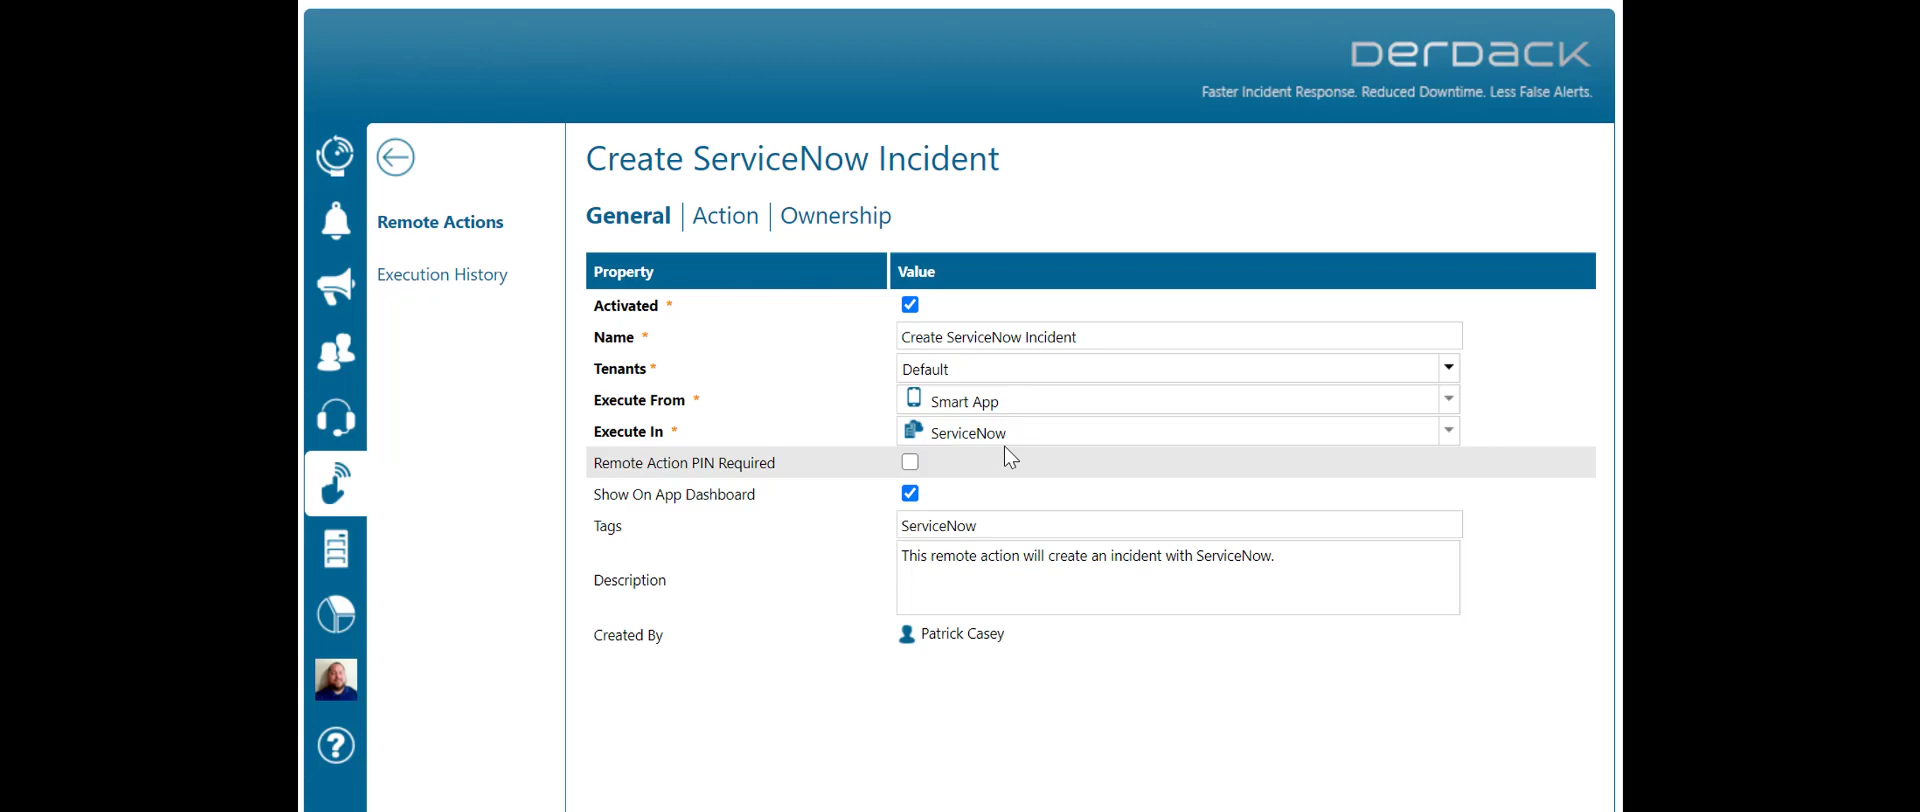 DERDACK
Faster Incident Response. Reduced Downtime. Less False Alerts.
Remote Actions
Execution History
Create ServiceNow Incident
General | Action | Ownership
Property Value
Activated *
Name * Create ServiceNow Incident
Tenants * Default
Execute From * Smart App
Execute In * ServiceNow
Remote Action PIN Required
Show On App Dashboard
Tags ServiceNow
Description This remote action will create an incident with ServiceNow.
Created By Patrick Casey
?